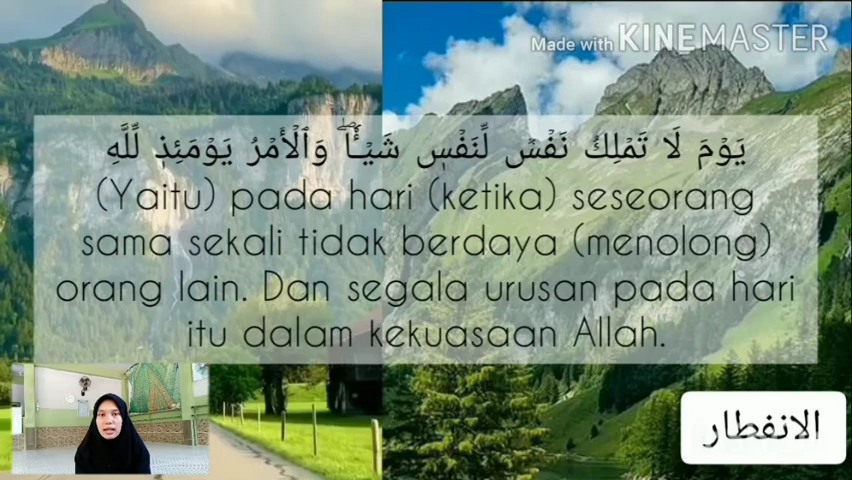 Made with KINEMASTER
يَوْمَ لَا تَمْلِكُ نَفْسٌ لِّنَفْسٍ شَيْـًٔاۗ وَٱلْأَمْرُ يَوْمَئِذٍ لِّلَّهِ
(Yaitu) pada hari (ketika) seseorang
sama sekali tidak berdaya (menolong)
orang lain. Dan segala urusan pada hari
itu dalam kekuasaan Allah.
الانفطار